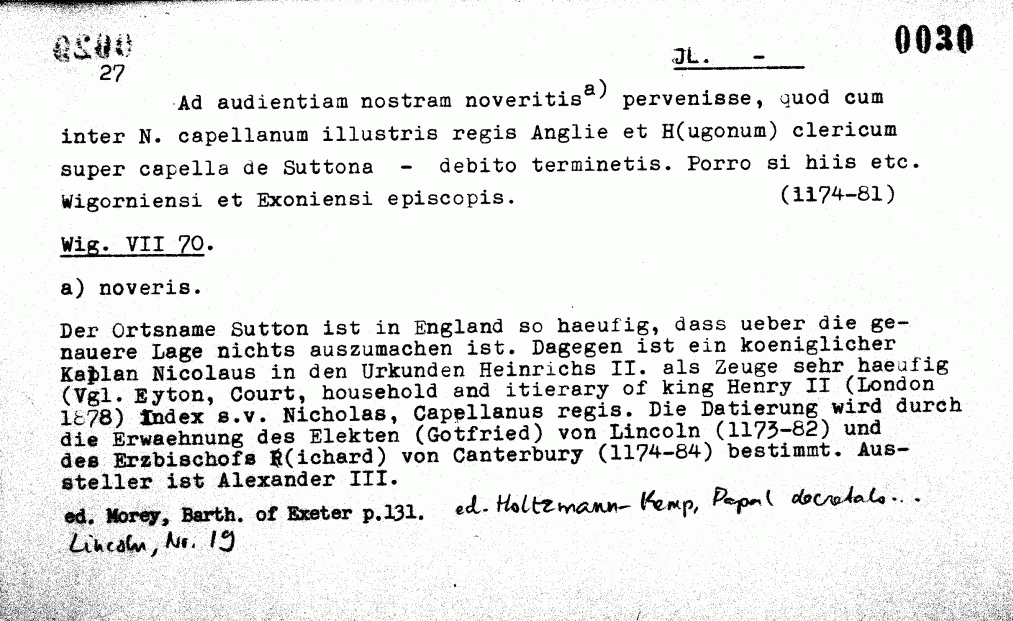 0030
27
JL. -
Ad audientiam nostram noveritis a) pervenisse, quod cum
inter N. capellanum illustris regis Anglie et H(ugonum) clericum
super capella de Suttona - debito terminetis. Porro si hiis etc.
Wigorniensi et Exoniensi episcopis. (1174-81)
Wig. VII 70.
a) noveris.
Der Ortsname Sutton ist in England so haeufig, dass ueber die ge-
nauere Lage nichts auszumachen ist. Dagegen ist ein koeniglicher
Kaplan Nicolaus in den Urkunden Heinrichs II. als Zeuge sehr haeufig
(Vgl. Eyton, Court, household and itierary of king Henry II (London
1878) Index s.v. Nicholas, Capellanus regis. Die Datierung wird durch
die Erwaehnung des Elekten (Gotfried) von Lincoln (1173-82) und
des Erzbischofs R(ichard) von Canterbury (1174-84) bestimmt. Aus-
steller ist Alexander III.
ed. Morey, Barth. of Exeter p.131. ed. Holtzmann-Kemp, Papal decretals...
Lincoln, Nr. 19